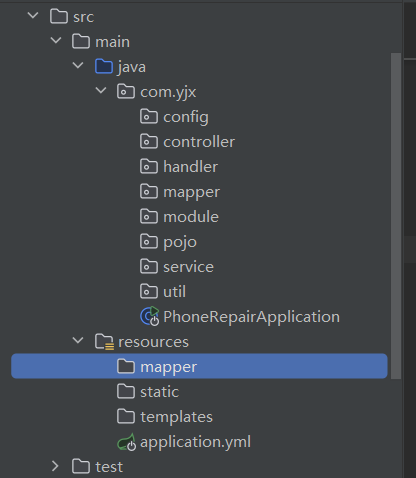 src
main
java
com.yjx
config
controller
handler
mapper
module
pojo
service
util
PhoneRepairApplication
resources
mapper
static
templates
application.yml
test